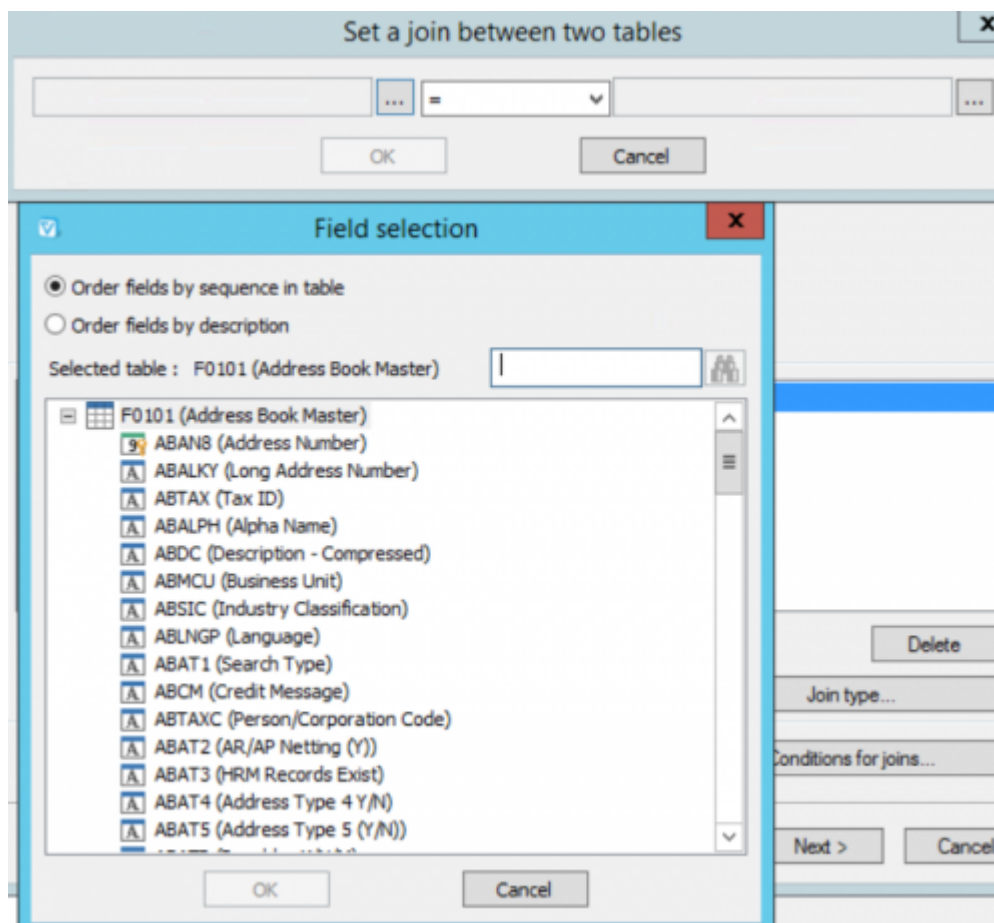 Set a join between two tables
x
... = ...
OK Cancel
Field selection x
Order fields by sequence in table
Order fields by description
Selected table : F0101 (Address Book Master)
F0101 (Address Book Master)
ABAN8 (Address Number)
ABALKY (Long Address Number)
ABTAX (Tax ID)
ABALPH (Alpha Name)
ABDC (Description - Compressed)
ABMCU (Business Unit)
ABSIC (Industry Classification)
ABLNGP (Language)
ABAT1 (Search Type)
ABCM (Credit Message)
ABTAXC (Person/Corporation Code)
ABAT2 (AR/AP Netting (Y))
ABAT3 (HRM Records Exist)
ABAT4 (Address Type 4 Y/N)
ABAT5 (Address Type 5 (Y/N))
OK Cancel
Delete
Join type...
Conditions for joins...
Next > Cancel